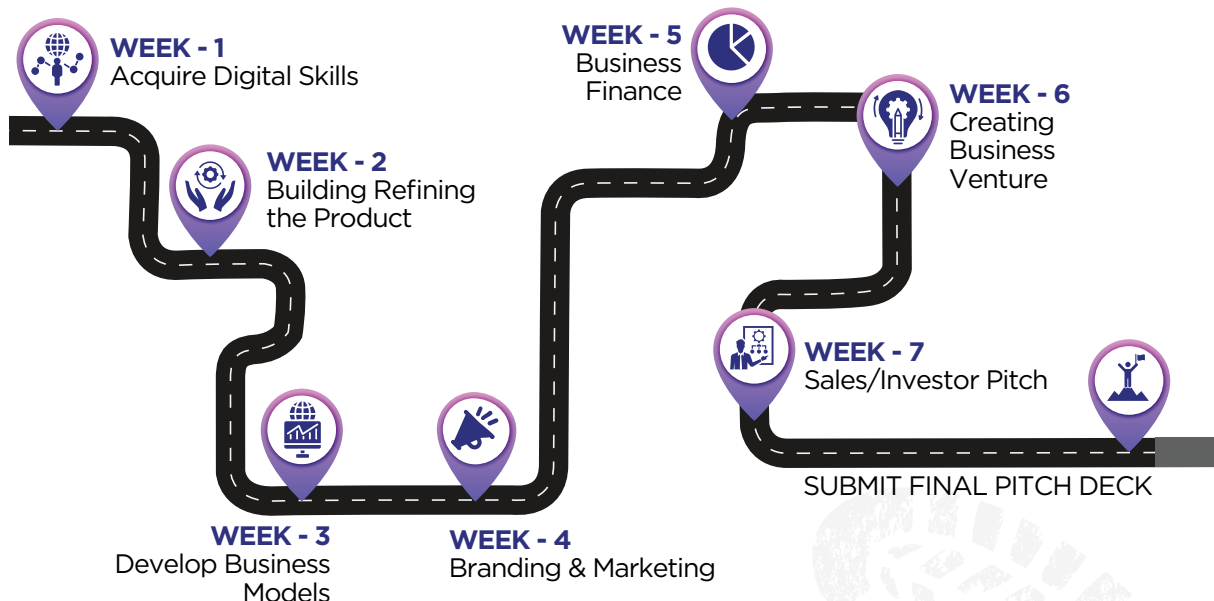 WEEK - 1
Acquire Digital Skills
WEEK - 2
Building Refining
the Product
WEEK - 3
Develop Business
Models
WEEK - 4
Branding & Marketing
WEEK - 5
Business
Finance
WEEK - 6
Creating
Business
Venture
WEEK - 7
Sales/Investor Pitch
SUBMIT FINAL PITCH DECK